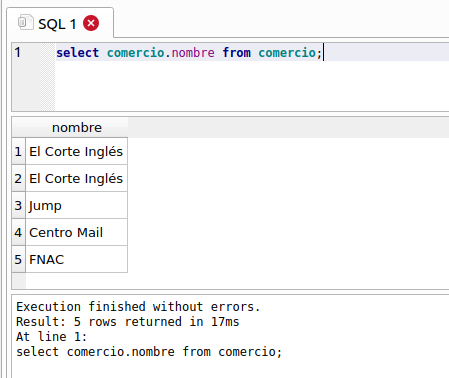 SQL 1
1 select comercio.nombre from comercio;
nombre
1 El Corte Inglés
2 El Corte Inglés
3 Jump
4 Centro Mail
5 FNAC
Execution finished without errors.
Result: 5 rows returned in 17ms
At line 1:
select comercio.nombre from comercio;